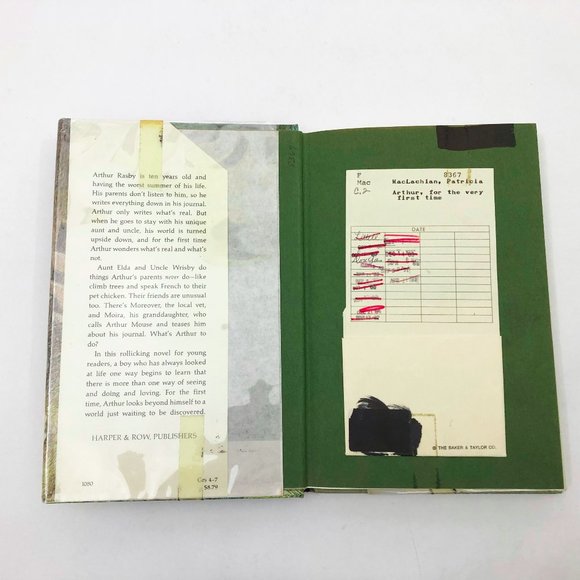 Arthur Rasby is ten years old and
having the worst summer of his life.
His parents don't listen to him, so he
writes everything down in his journal.
Arthur only writes what's real. But
when he goes to stay with his unique
aunt and uncle, his world is turned
upside down, and for the first time
Arthur wonders what's real and what's
not.
Aunt Elda and Uncle Wrisby do
things Arthur's parents never do—like
climb trees and speak French to their
pet chicken. Their friends are unusual
too. There's Moreover, the local vet,
and Moira, his granddaughter, who
calls Arthur Mouse and teases him
about his journal. What's Arthur to
do?
In this rollicking novel for young
readers, a boy who has always looked
at life one way begins to learn that
there is more than one way of seeing
and doing and loving. For the first
time, Arthur looks beyond himself to a
world just waiting to be discovered.
HARPER & ROW, PUBLISHERS
1080
Grs 4-7
$8.79
8367
F
Mac
C.2
MacLachlan, Patricia
Arthur, for the very
first time
DATE
© THE BAKER & TAYLOR CO.